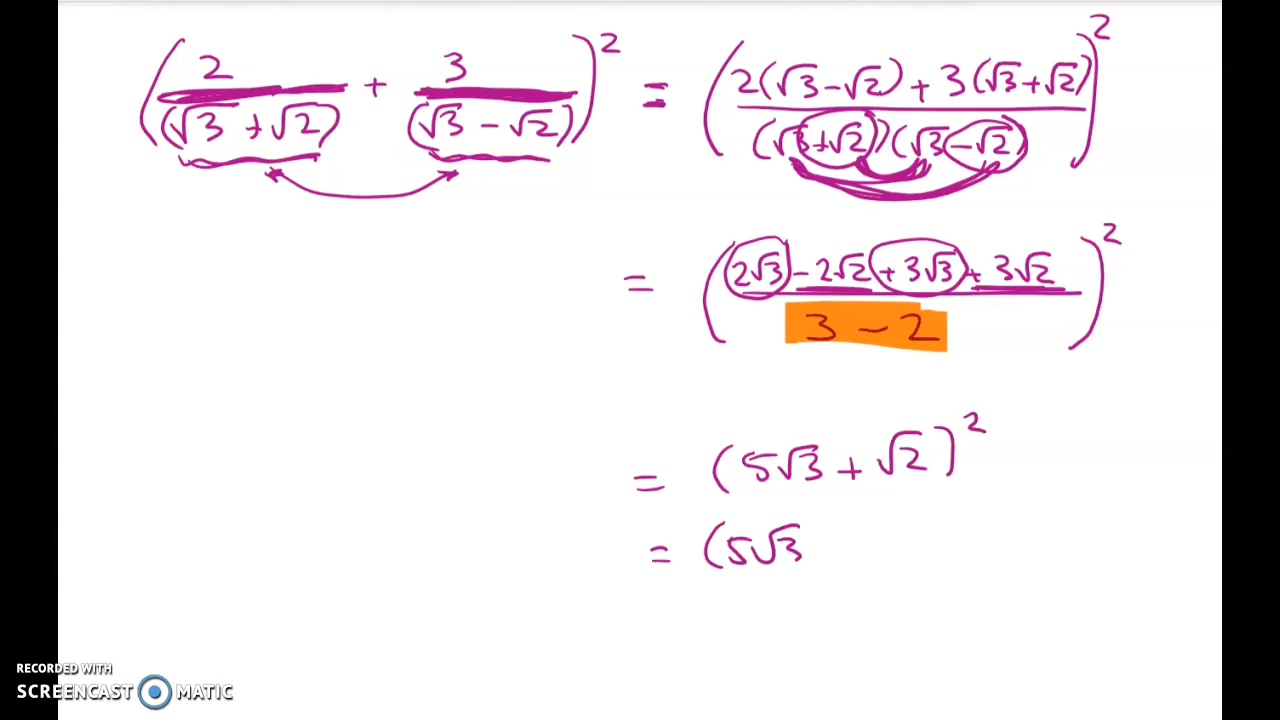 (2/(√3 + √2) + 3/(√3 - √2))² = ((2(√3 - √2) + 3(√3 + √2))/((√3 + √2)(√3 - √2)))²
= ((2√3 - 2√2 + 3√3 + 3√2)/(3 - 2))²
= (5√3 + √2)²
= (5√3
RECORDED WITH
SCREENCAST MATIC